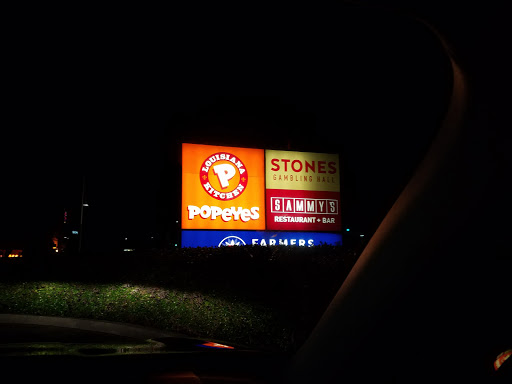 LOUISIANA
P
KITCHEN
POPEYES
STONES
GAMBLING HALL
SAMMY'S
RESTAURANT + BAR
FARMERS